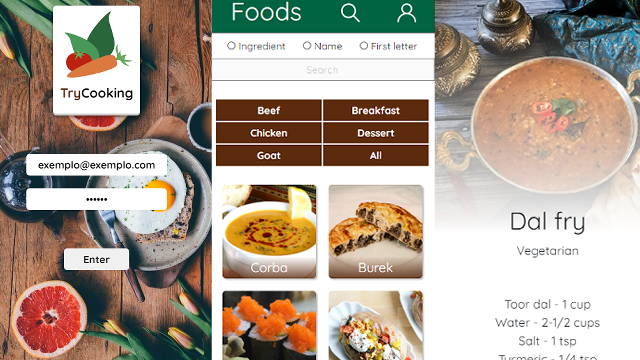 TryCooking
exemplo@exemplo.com
••••••
Enter
Foods
Ingredient
Name
First letter
Search
Beef
Breakfast
Chicken
Dessert
Goat
All
Corba
Burek
Dal fry
Vegetarian
Toor dal - 1 cup
Water - 2-1/2 cups
Salt - 1 tsp
Turmeric - 1/4 tsp